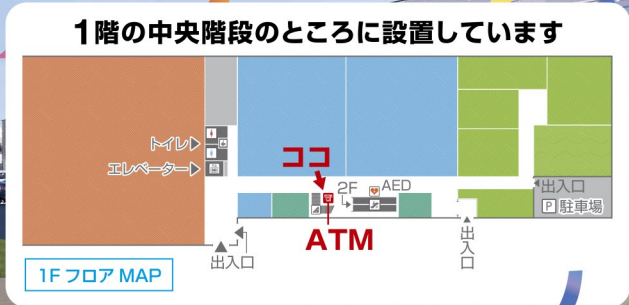 1階の中央階段のところに設置しています
トイレ▶
エレベーター▶
ココ
2F
AED
ATM
◀出入口
P 駐車場
出入口
出入口
1F フロア MAP